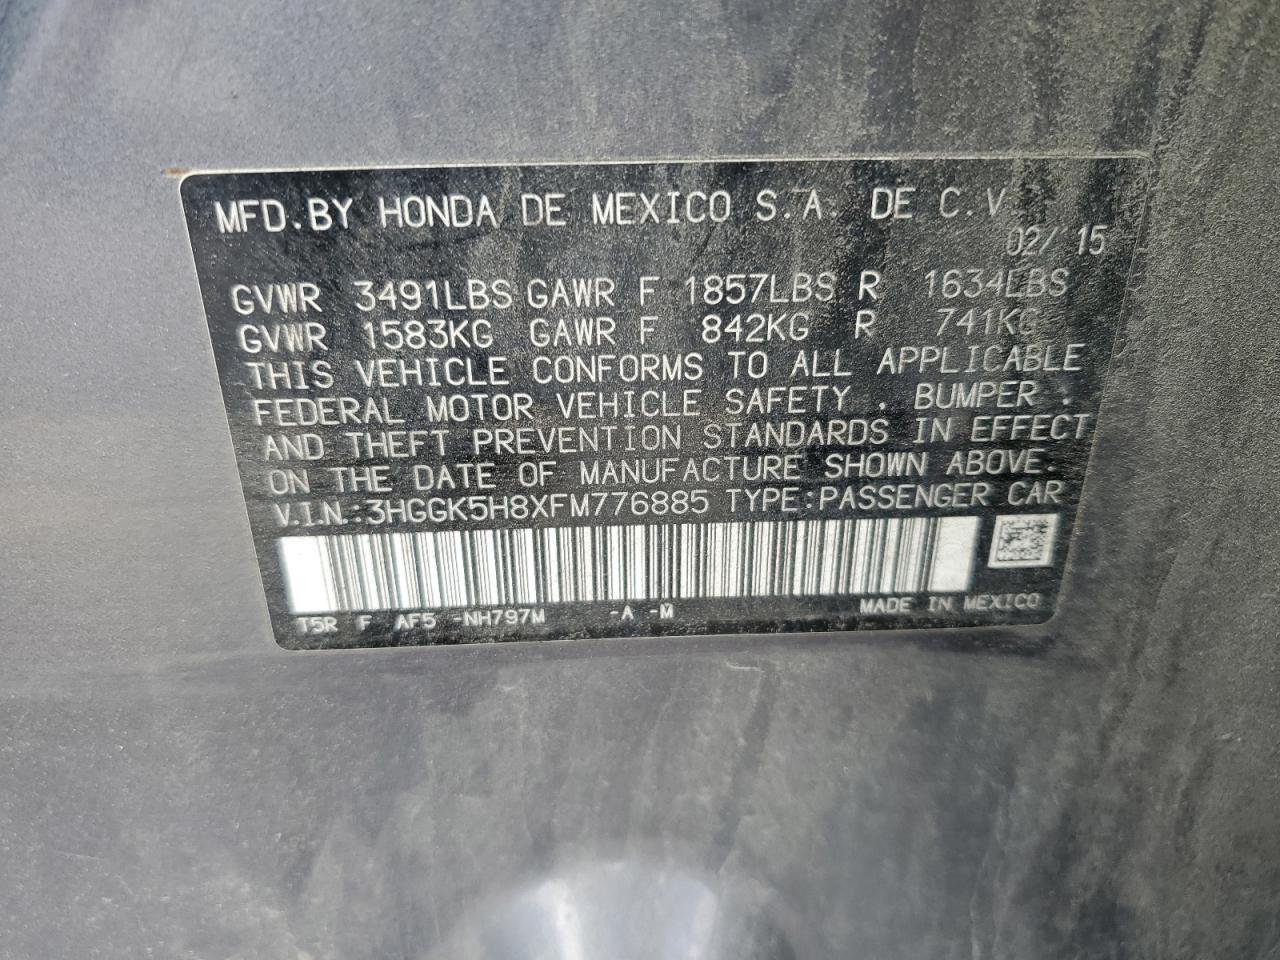 MFD.BY HONDA DE MEXICO S.A. DE C.V.
02/15
GVWR 3491LBS GAWR F 1857LBS R 1634LBS
GVWR 1583KG GAWR F 842KG R 741KG
THIS VEHICLE CONFORMS TO ALL APPLICABLE
FEDERAL MOTOR VEHICLE SAFETY , BUMPER ,
AND THEFT PREVENTION STANDARDS IN EFFECT
ON THE DATE OF MANUFACTURE SHOWN ABOVE.
V.I.N.:3HGGK5H8XFM776885 TYPE:PASSENGER CAR
T5R F AF5 -NH797M -A -M MADE IN MEXICO